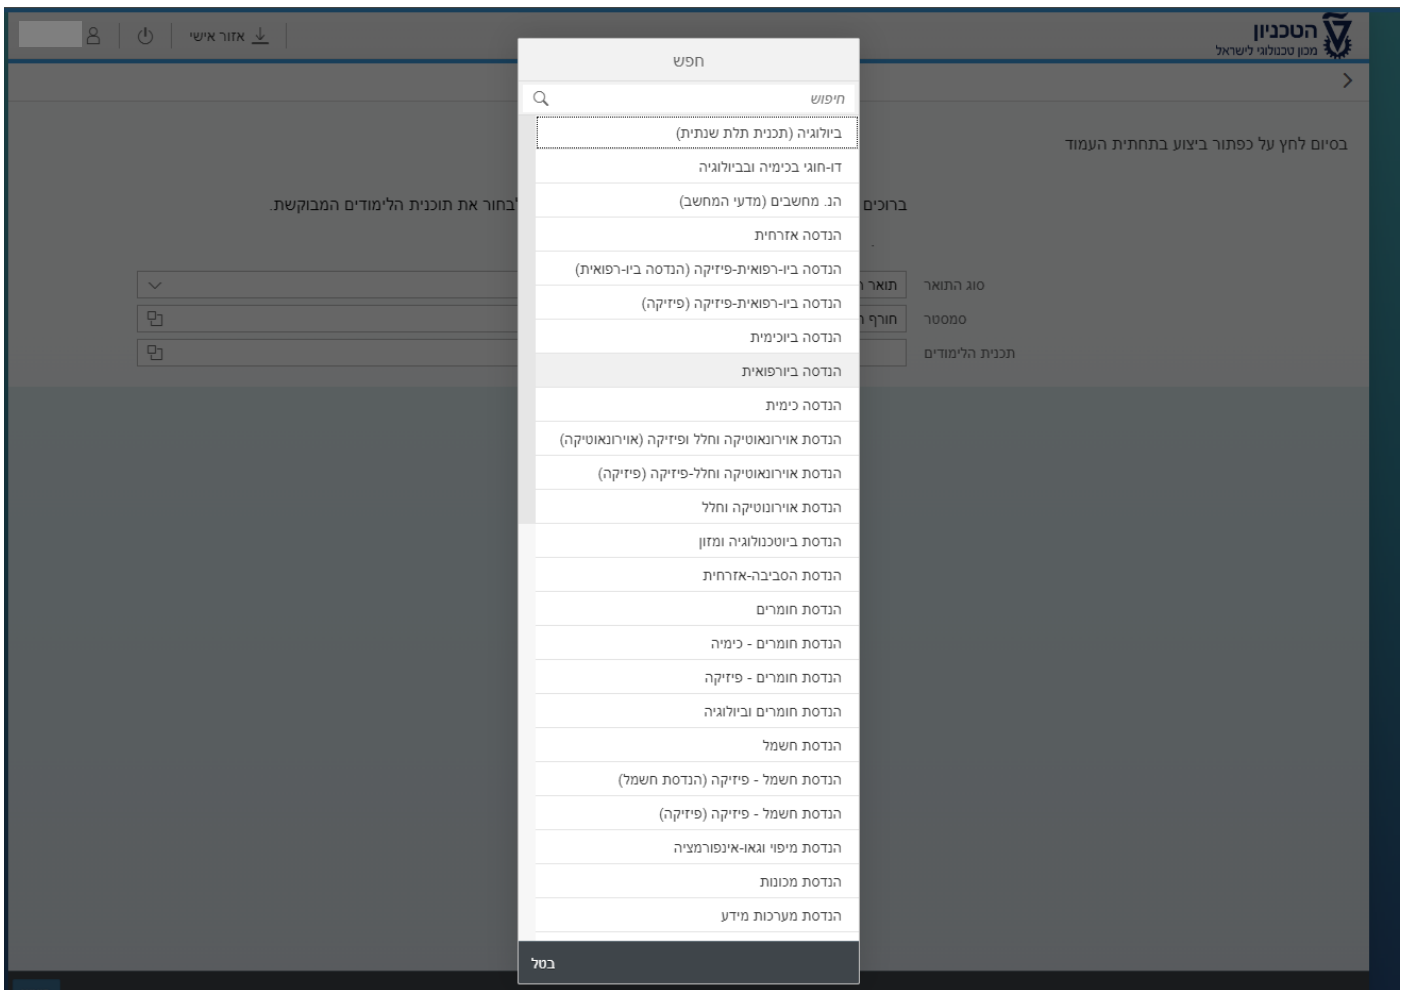 הטכניון
מכון טכנולוגי לישראל
אזור אישי
בסיום לחץ על כפתור ביצוע בתחתית העמוד
ברוכים
לבחור את תוכנית הלימודים המבוקשת.
סוג התואר
תואר
סמסטר
חורף
תכנית הלימודים
חפש
חיפוש
ביולוגיה (תכנית תלת שנתית)
דו-חוגי בכימיה ובביולוגיה
הנ. מחשבים (מדעי המחשב)
הנדסה אזרחית
הנדסה ביו-רפואית-פיזיקה (הנדסה ביו-רפואית)
הנדסה ביו-רפואית-פיזיקה (פיזיקה)
הנדסה ביוכימית
הנדסה ביורפואית
הנדסה כימית
הנדסת אוירונאוטיקה וחלל ופיזיקה (אוירונאוטיקה)
הנדסת אוירונאוטיקה וחלל-פיזיקה (פיזיקה)
הנדסת אוירונוטיקה וחלל
הנדסת ביוטכנולוגיה ומזון
הנדסת הסביבה-אזרחית
הנדסת חומרים
הנדסת חומרים - כימיה
הנדסת חומרים - פיזיקה
הנדסת חומרים וביולוגיה
הנדסת חשמל
הנדסת חשמל - פיזיקה (הנדסת חשמל)
הנדסת חשמל - פיזיקה (פיזיקה)
הנדסת מיפוי וגאו-אינפורמציה
הנדסת מכונות
הנדסת מערכות מידע
בטל